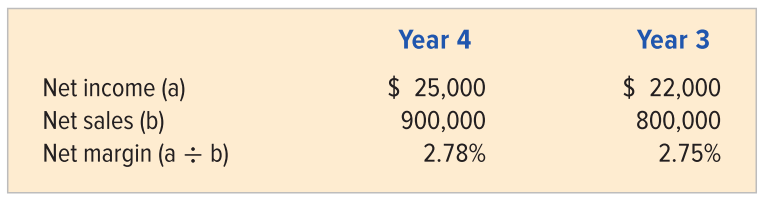 Year 4 Year 3
Net income (a) $ 25,000 $ 22,000
Net sales (b) 900,000 800,000
Net margin (a ÷ b) 2.78% 2.75%